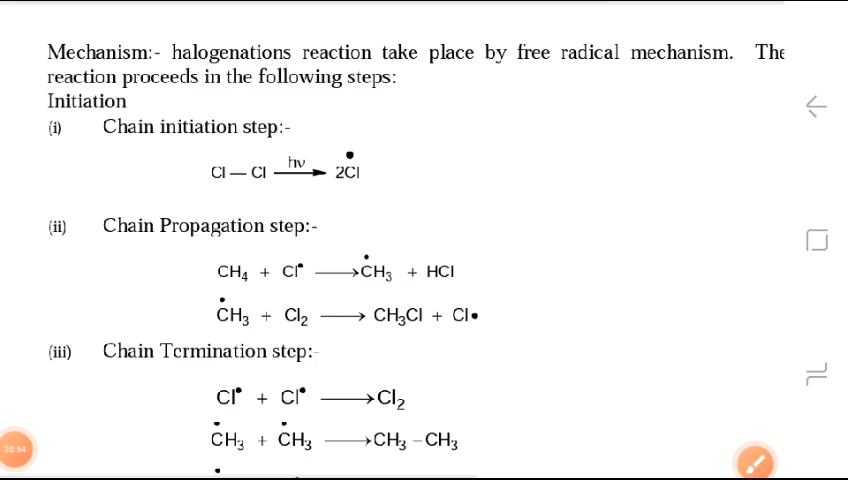 Mechanism:- halogenations reaction take place by free radical mechanism. The
reaction proceeds in the following steps:
Initiation
(i) Chain initiation step:-
Cl — Cl hν → 2Cl•
(ii) Chain Propagation step:-
CH₄ + Cl• → •CH₃ + HCl
•CH₃ + Cl₂ → CH₃Cl + Cl•
(iii) Chain Termination step:-
Cl• + Cl• → Cl₂
•CH₃ + •CH₃ → CH₃ – CH₃
20:54